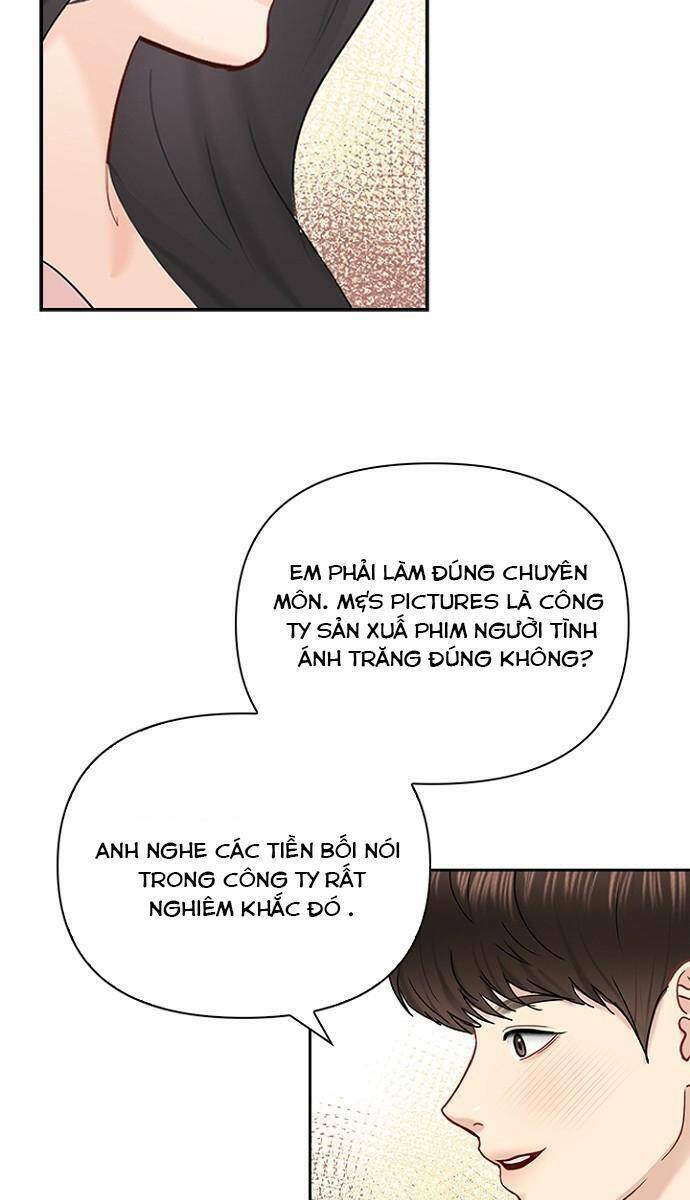 EM PHẢI LÀM ĐÚNG CHUYÊN
MÔN. M&'S PICTURES LÀ CÔNG
TY SẢN XUẤ PHIM NGƯỜI TÌNH
ÁNH TRĂNG ĐÚNG KHÔNG?
ANH NGHE CÁC TIỀN BỐI NÓI
TRONG CÔNG TY RẤT
NGHIÊM KHẮC ĐÓ .